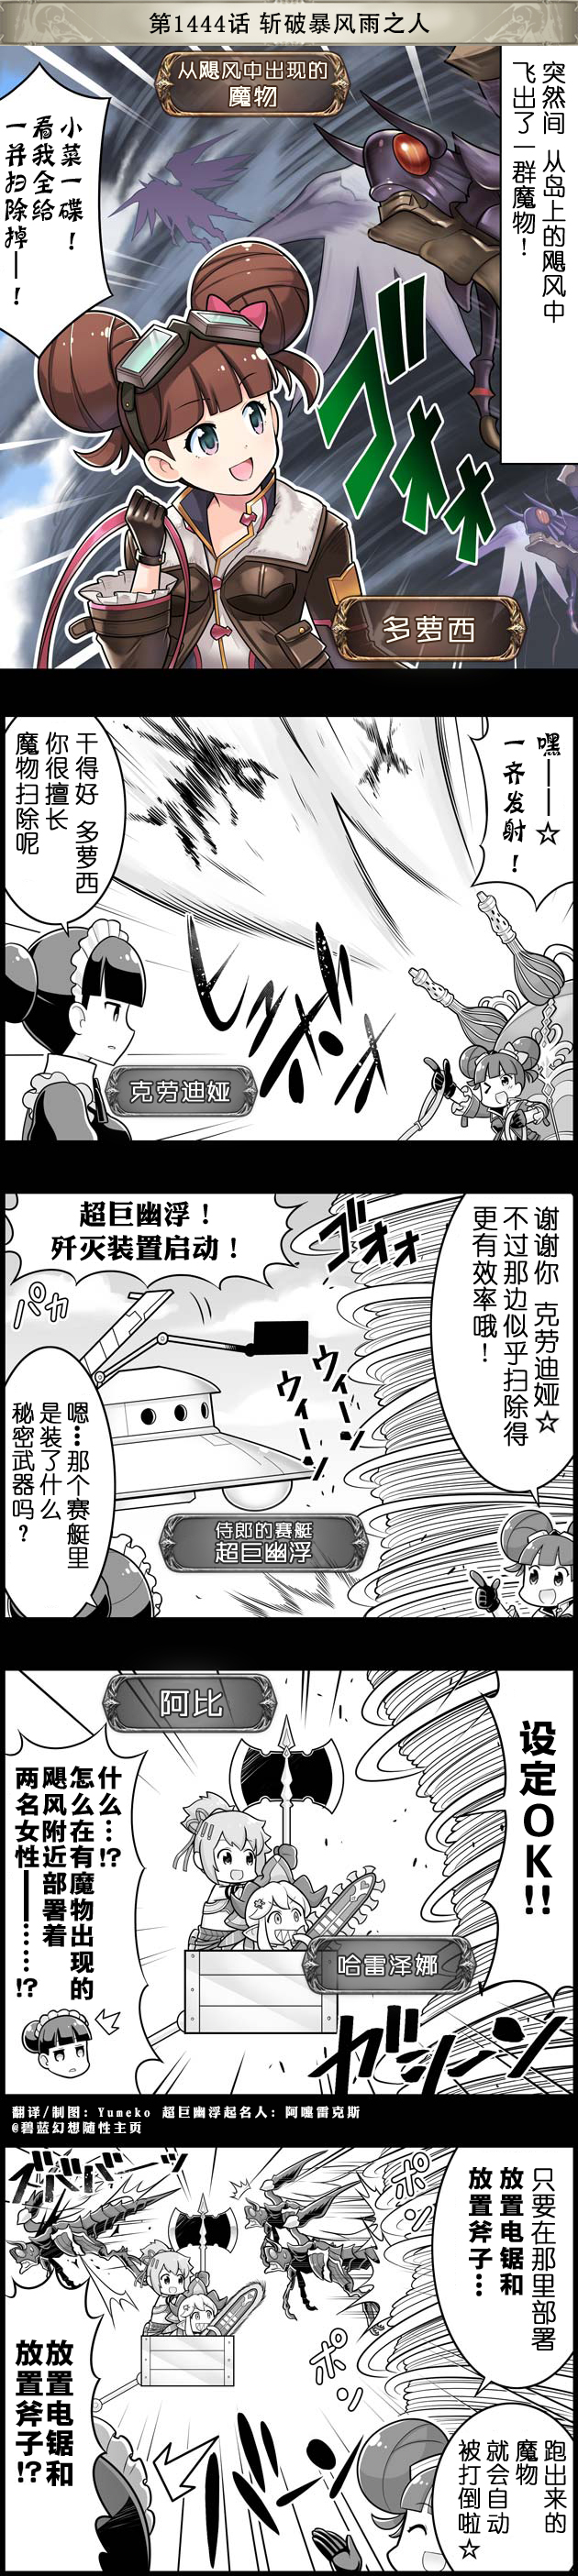 第1444话 斩破暴风雨之人
突然间 从岛上的飓风中
飞出了一群魔物！
从飓风中出现的
魔物
小菜一碟！
看我全给
一并扫除掉——！
ゴォォ
多萝西
嘿——☆
一齐发射！
干得好 多萝西
你很擅长
魔物扫除呢
克劳迪娅
谢谢你 克劳迪娅☆
不过那边似乎扫除得
更有效率哦！
ゴォォ
超巨幽浮！
歼灭装置启动！
パカ
ウィーン
ウィーン
嗯…那个赛艇里
是装了什么
秘密武器吗？
侍郎的赛艇
超巨幽浮
设定OK!!
阿比
哈雷泽娜
ガシーン
什么…!?
怎么在有魔物出现的
飓风附近部署着
两名女性——……!?
翻译/制图：Yumeko 超巨幽浮起名人：阿嚏雷克斯
@碧蓝幻想随性主页
只要在那里部署
放置电锯和
放置斧子…
ズバババーッ
ポン
ポン
跑出来的
魔物
就会自动
被打倒啦☆
放置电锯和
放置斧子!?
バーン